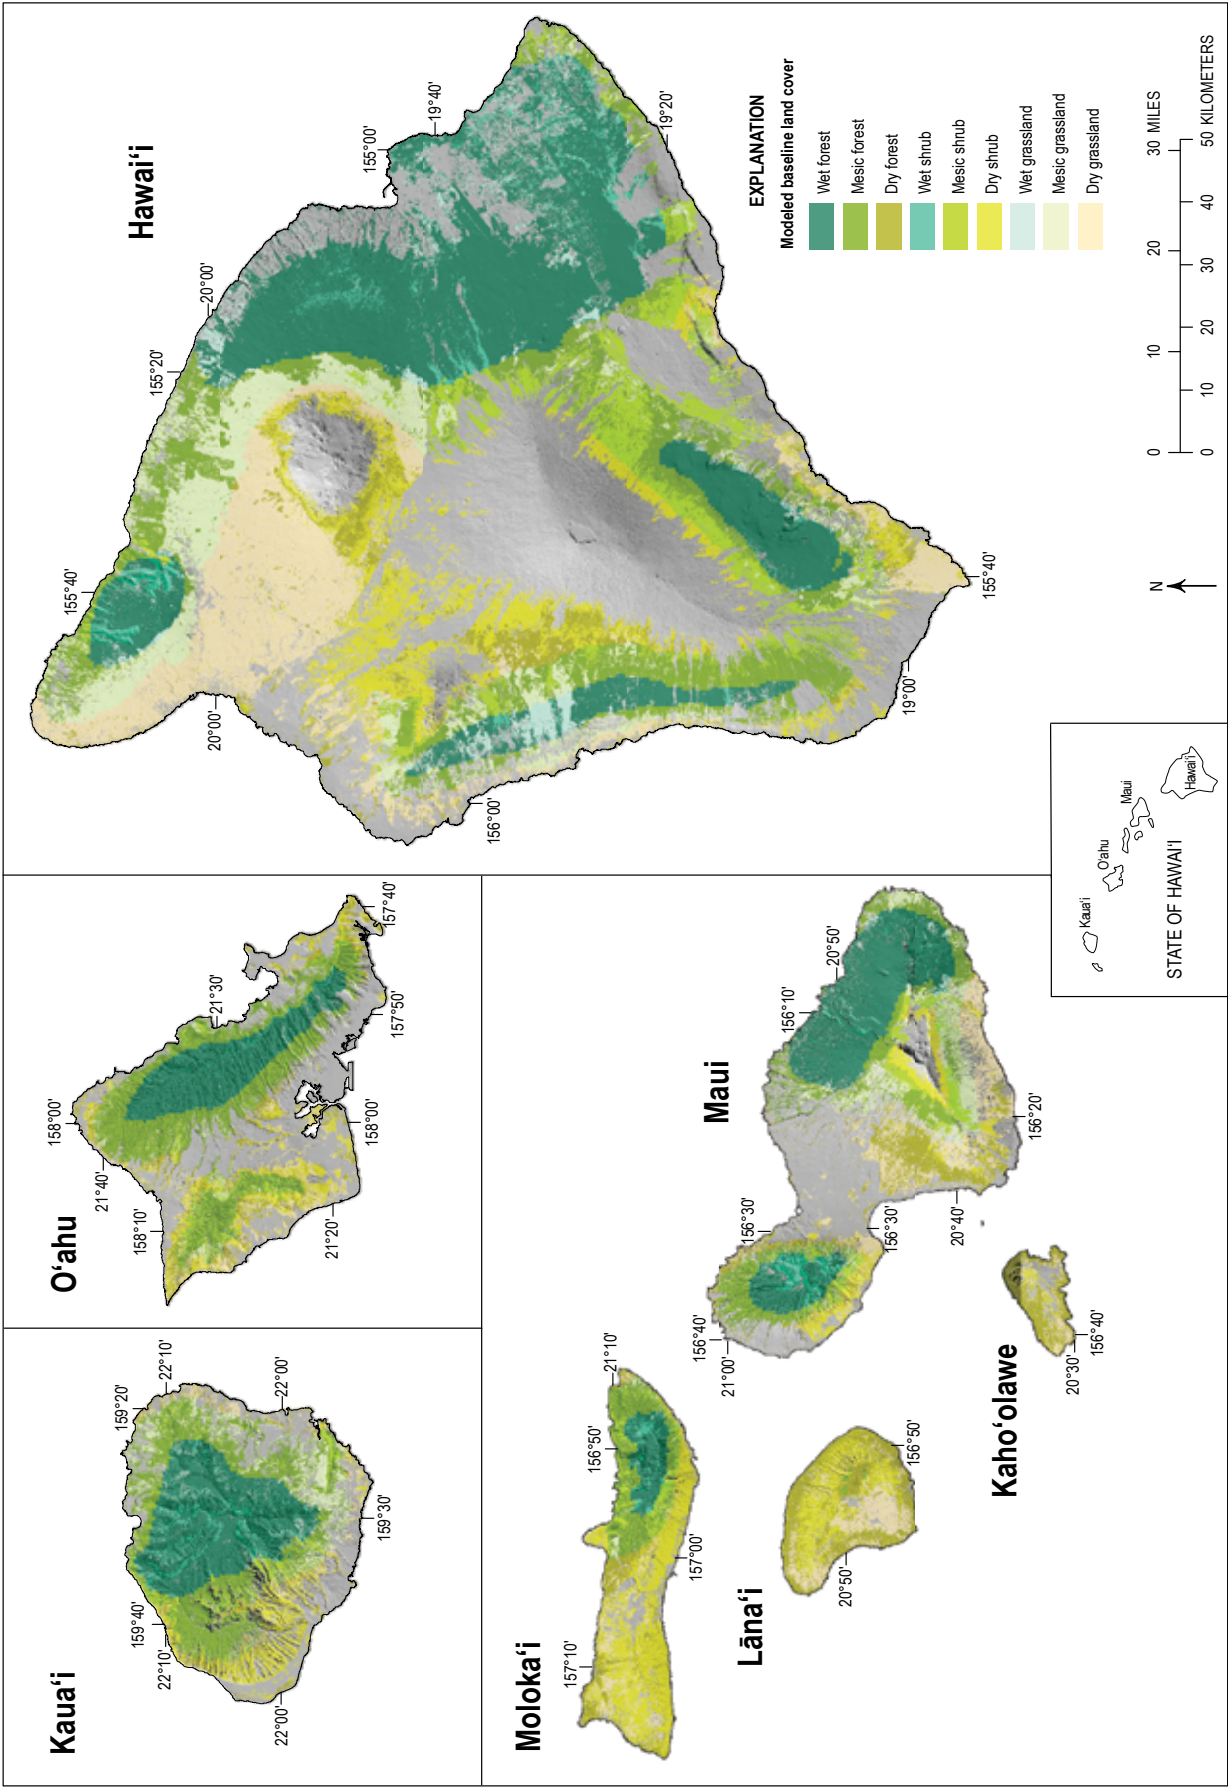 Kauaʻi
159°20'
22°10'
22°00'
159°30'
159°40'
22°10'
22°00'
Oʻahu
158°00'
21°40'
158°10'
21°30'
157°40'
157°50'
158°00'
21°20'
Hawaiʻi
155°00'
19°40'
20°00'
155°20'
155°40'
20°00'
156°00'
19°20'
19°00'
155°40'
Molokaʻi
157°10'
156°50'
21°10'
157°00'
Lānaʻi
20°50'
156°50'
Maui
156°10'
20°50'
156°30'
156°40'
21°00'
156°30'
20°40'
156°20'
Kahoʻolawe
20°30'
156°40'
EXPLANATION
Modeled baseline land cover
Wet forest
Mesic forest
Dry forest
Wet shrub
Mesic shrub
Dry shrub
Wet grassland
Mesic grassland
Dry grassland
N
0 10 20 30 MILES
0 10 20 30 40 50 KILOMETERS
Kauaʻi
Oʻahu
Maui
Hawaiʻi
STATE OF HAWAIʻI